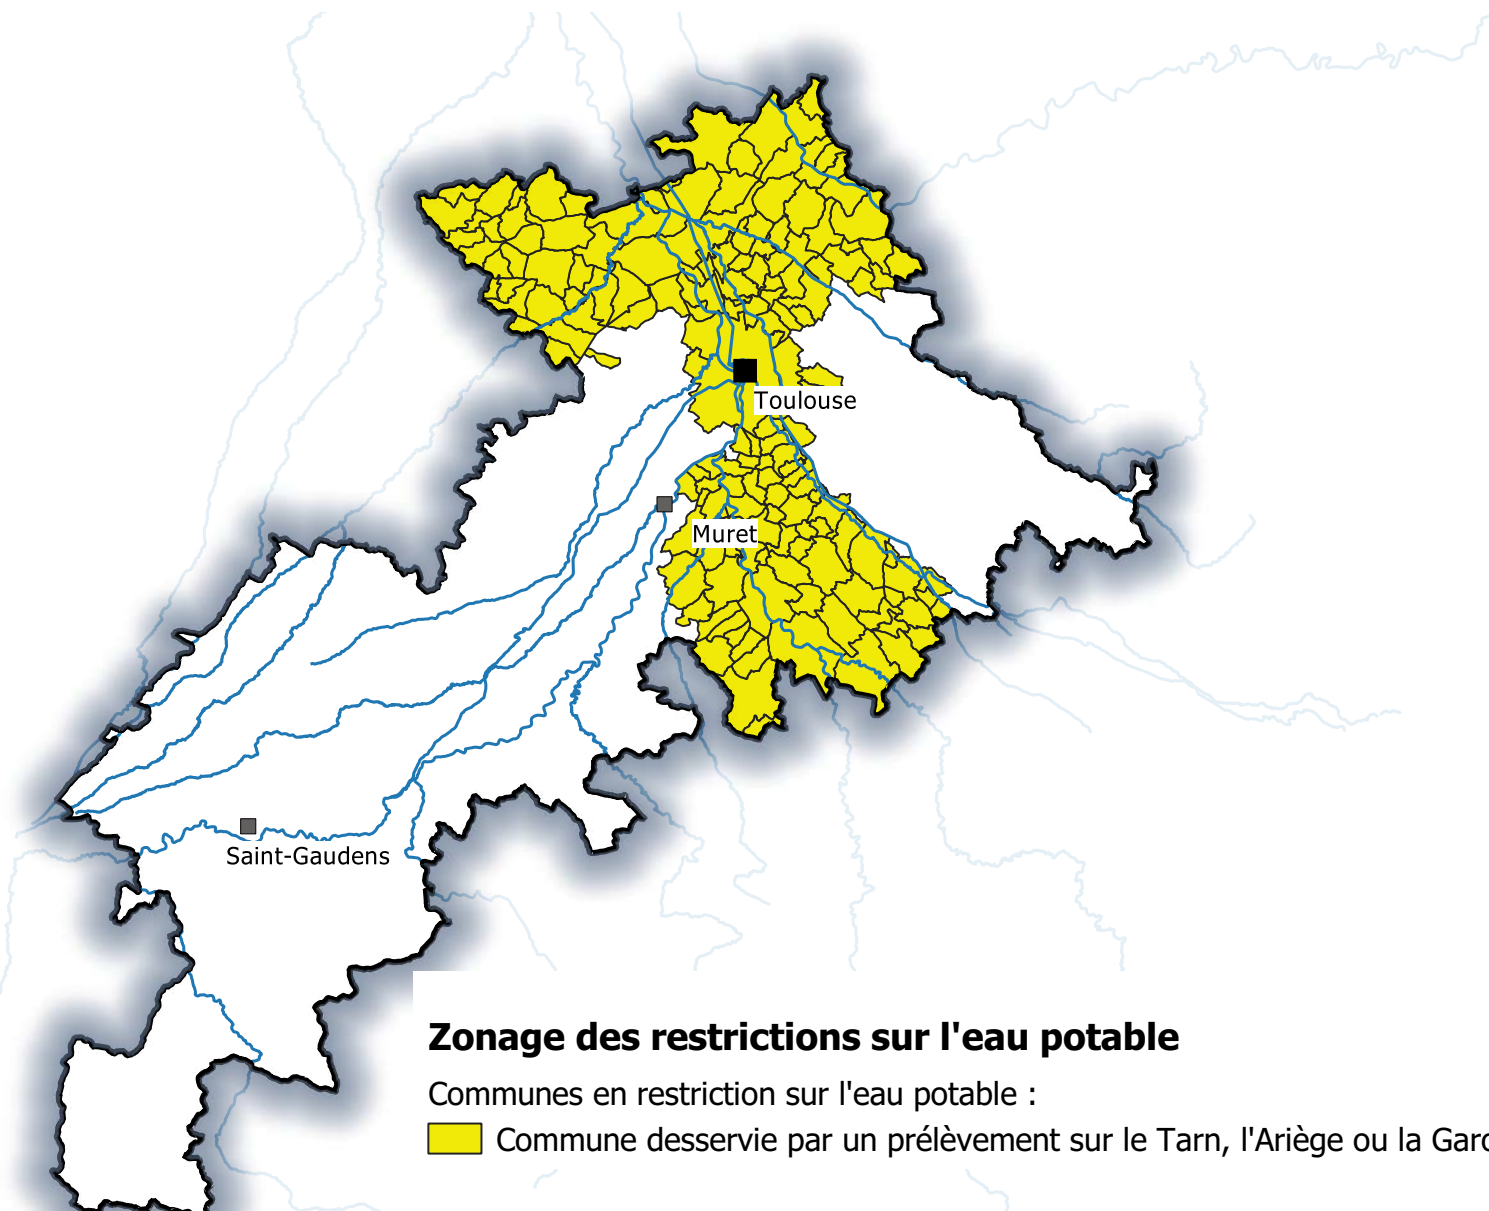 Toulouse
Muret
Saint-Gaudens
Zonage des restrictions sur l'eau potable
Communes en restriction sur l'eau potable :
Commune desservie par un prélèvement sur le Tarn, l'Ariège ou la